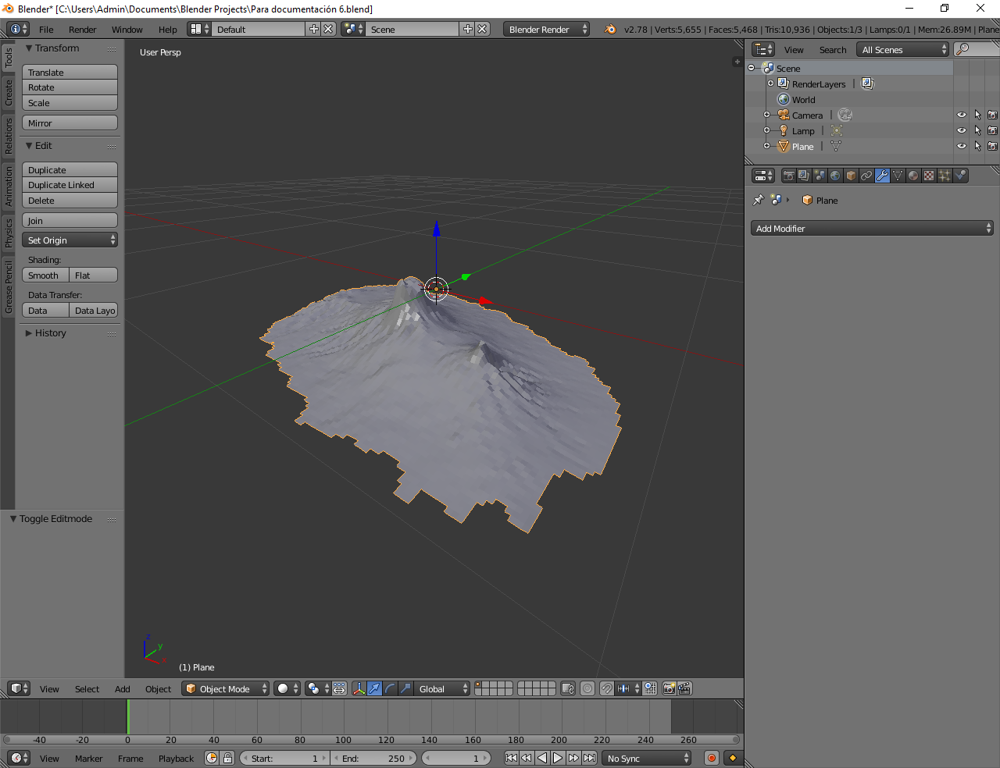 Blender* [C:\Users\Admin\Documents\Blender Projects\Para documentación 6.blend]
File Render Window Help Default Scene Blender Render v2.78 | Verts:5,655 | Faces:5,468 | Tris:10,936 | Objects:1/3 | Lamps:0/1 | Mem:26.89M | Plane
Tools
Create
Relations
Animation
Physics
Grease Pencil
Transform
Translate
Rotate
Scale
Mirror
Edit
Duplicate
Duplicate Linked
Delete
Join
Set Origin
Shading:
Smooth Flat
Data Transfer:
Data Data Layo
History
Toggle Editmode
User Persp
z
y
x
(1) Plane
View Select Add Object Object Mode Global
-40 -20 0 20 40 60 80 100 120 140 160 180 200 220 240 260
View Marker Frame Playback Start: 1 End: 250 1 No Sync
View Search All Scenes
Scene
RenderLayers
World
Camera
Lamp
Plane
Plane
Add Modifier